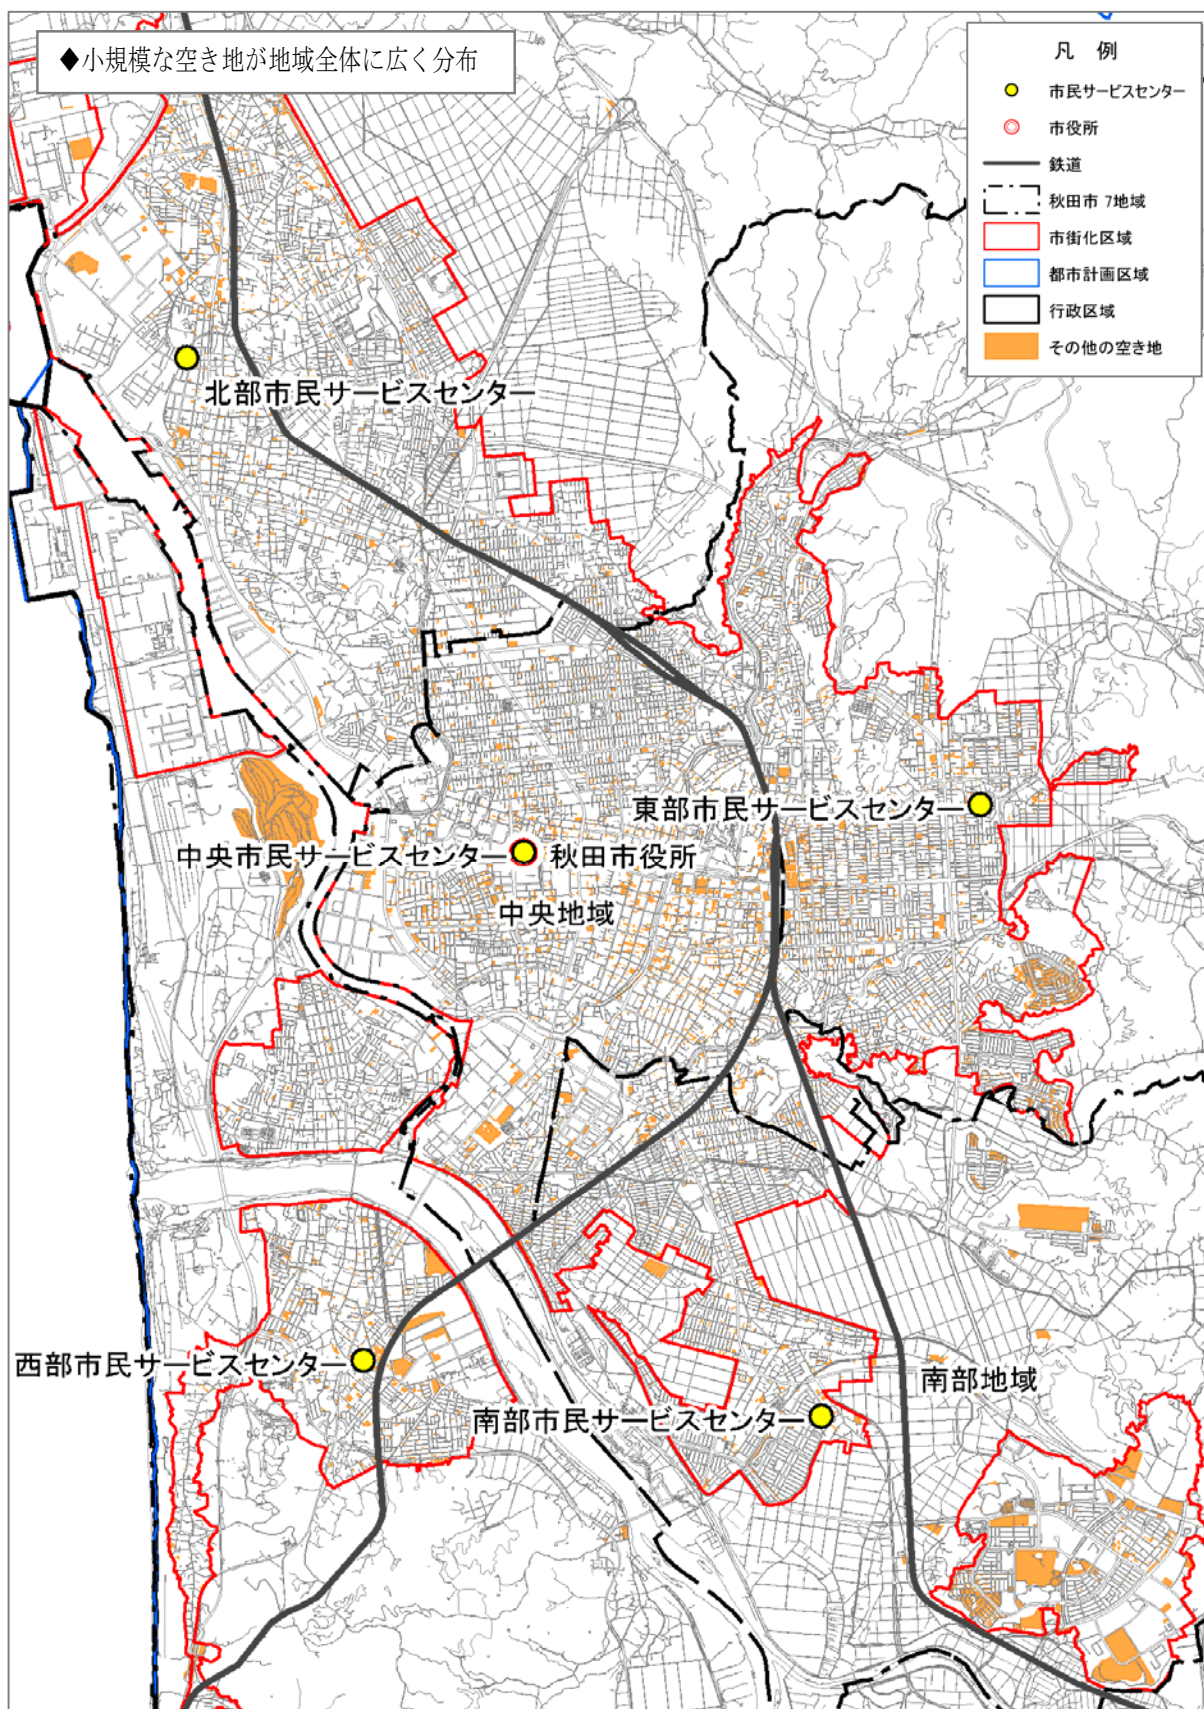 ◆小規模な空き地が地域全体に広く分布
凡 例
市民サービスセンター
市役所
鉄道
秋田市 7地域
市街化区域
都市計画区域
行政区域
その他の空き地
北部市民サービスセンター
東部市民サービスセンター
中央市民サービスセンター
秋田市役所
中央地域
西部市民サービスセンター
南部地域
南部市民サービスセンター